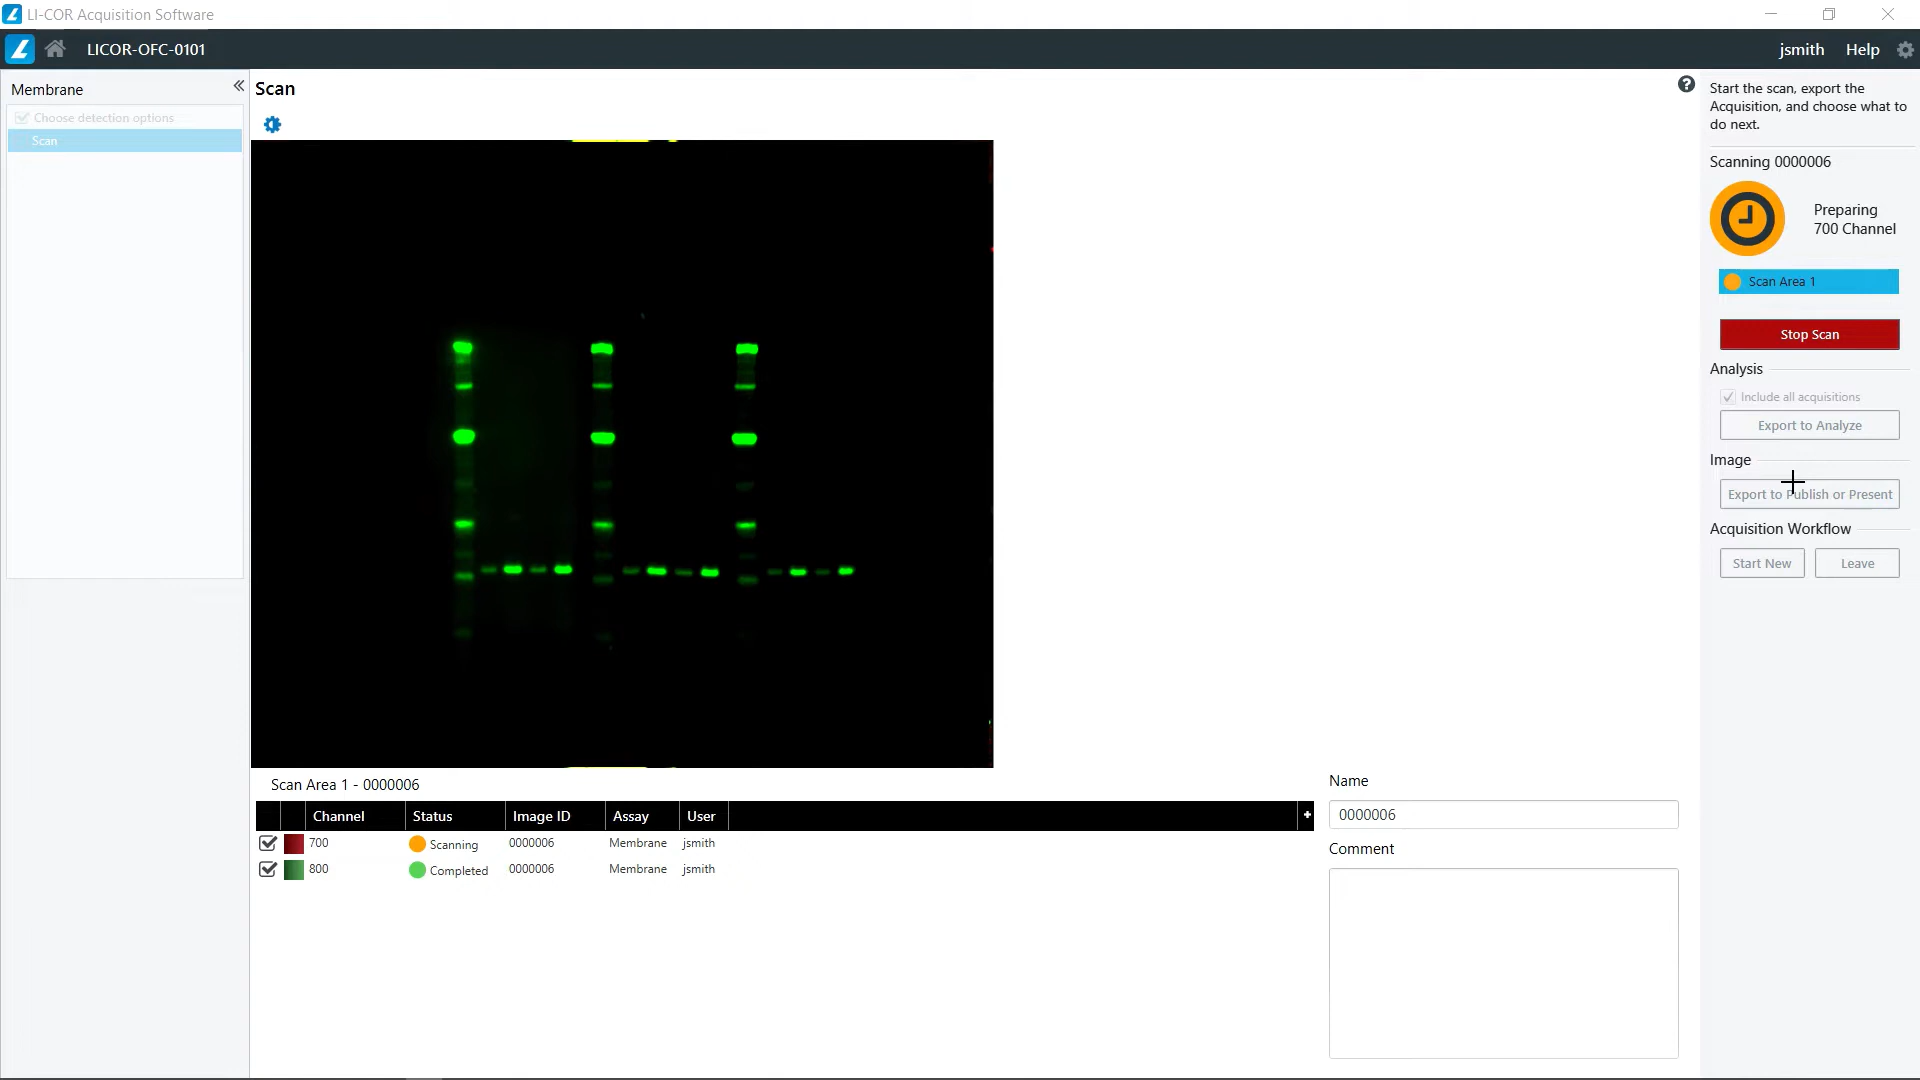 LI-COR Acquisition Software
LICOR-OFC-0101
jsmith Help
Membrane
Choose detection options
Scan
Scan
Start the scan, export the
Acquisition, and choose what to
do next.
Scanning 0000006
Preparing
700 Channel
Scan Area 1
Stop Scan
Analysis
Include all acquisitions
Export to Analyze
Image
Export to Publish or Present
Acquisition Workflow
Start New Leave
Scan Area 1 - 0000006
Channel Status Image ID Assay User
700 Scanning 0000006 Membrane jsmith
800 Completed 0000006 Membrane jsmith
Name
0000006
Comment